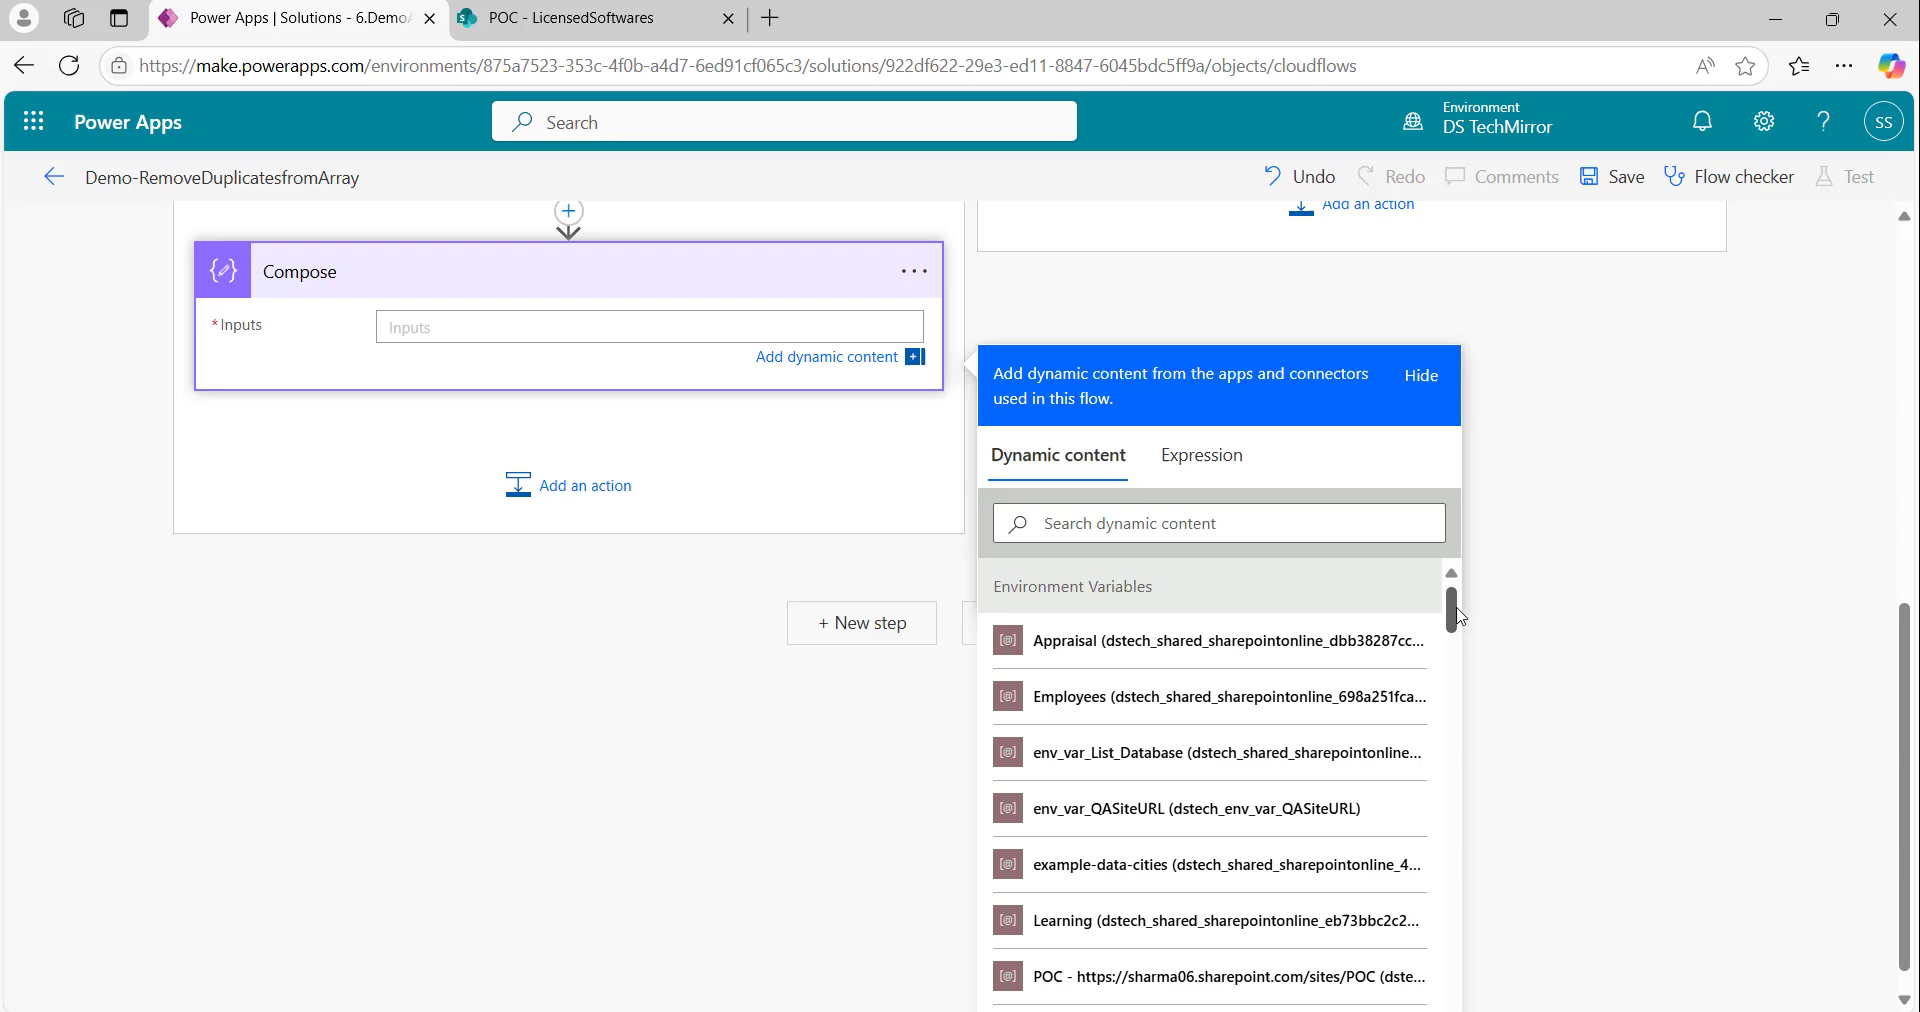 Power Apps | Solutions - 6.Demo
POC - LicensedSoftwares
https://make.powerapps.com/environments/875a7523-353c-4f0b-a4d7-6ed91cf065c3/solutions/922df622-29e3-ed11-8847-6045bdc5ff9a/objects/cloudflows
Power Apps
Search
Environment
DS TechMirror
SS
Demo-RemoveDuplicatesfromArray
Undo
Redo
Comments
Save
Flow checker
Test
Add an action
Compose
* Inputs
Inputs
Add dynamic content
Add an action
+ New step
Add dynamic content from the apps and connectors
used in this flow.
Hide
Dynamic content
Expression
Search dynamic content
Environment Variables
Appraisal (dstech_shared_sharepointonline_dbb38287cc...
Employees (dstech_shared_sharepointonline_698a251fca...
env_var_List_Database (dstech_shared_sharepointonline...
env_var_QASiteURL (dstech_env_var_QASiteURL)
example-data-cities (dstech_shared_sharepointonline_4...
Learning (dstech_shared_sharepointonline_eb73bbc2c2...
POC - https://sharma06.sharepoint.com/sites/POC (dste...